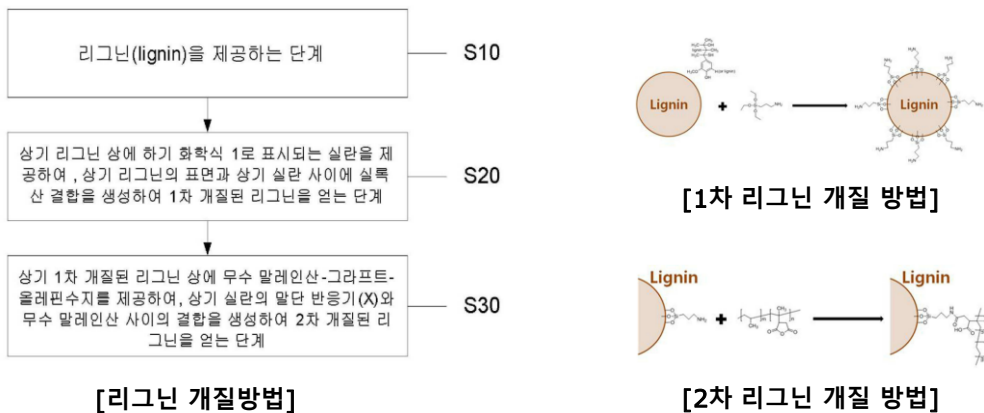 리그닌(lignin)을 제공하는 단계
S10
상기 리그닌 상에 하기 화학식 1로 표시되는 실란을 제
공하여 , 상기 리그닌의 표면과 상기 실란 사이에 실록
산 결합을 생성하여 1차 개질된 리그닌을 얻는 단계
S20
상기 1차 개질된 리그닌 상에 무수 말레인산-그라프트-
올레핀수지를 제공하여, 상기 실란의 말단 반응기(X)와
무수 말레인산 사이의 결합을 생성하여 2차 개질된 리
그닌을 얻는 단계
S30
[리그닌 개질방법]
Lignin
+
Lignin
[1차 리그닌 개질 방법]
Lignin
+
Lignin
[2차 리그닌 개질 방법]